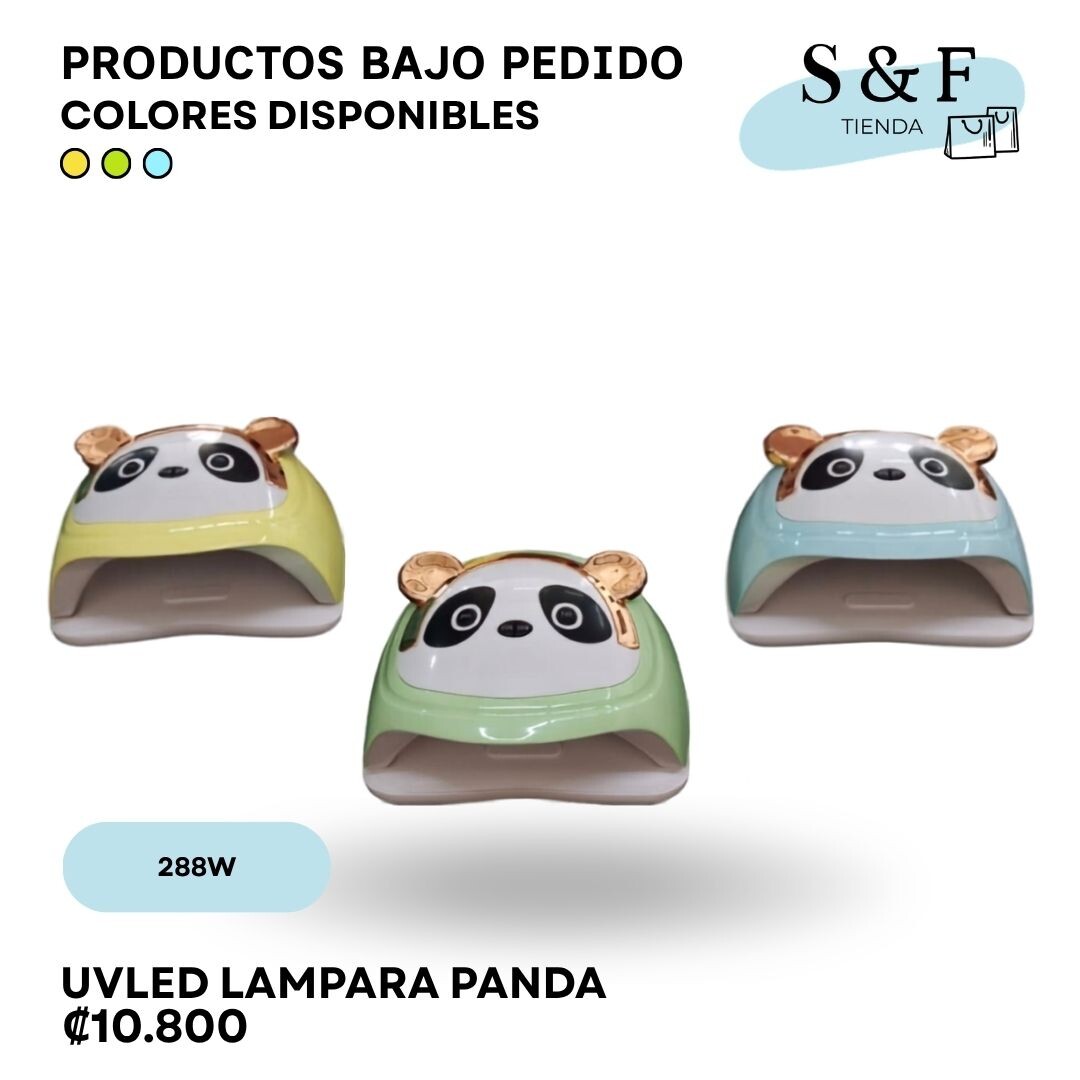 PRODUCTOS BAJO PEDIDO
COLORES DISPONIBLES
S & F
TIENDA
288W
UVLED LAMPARA PANDA
₡10.800